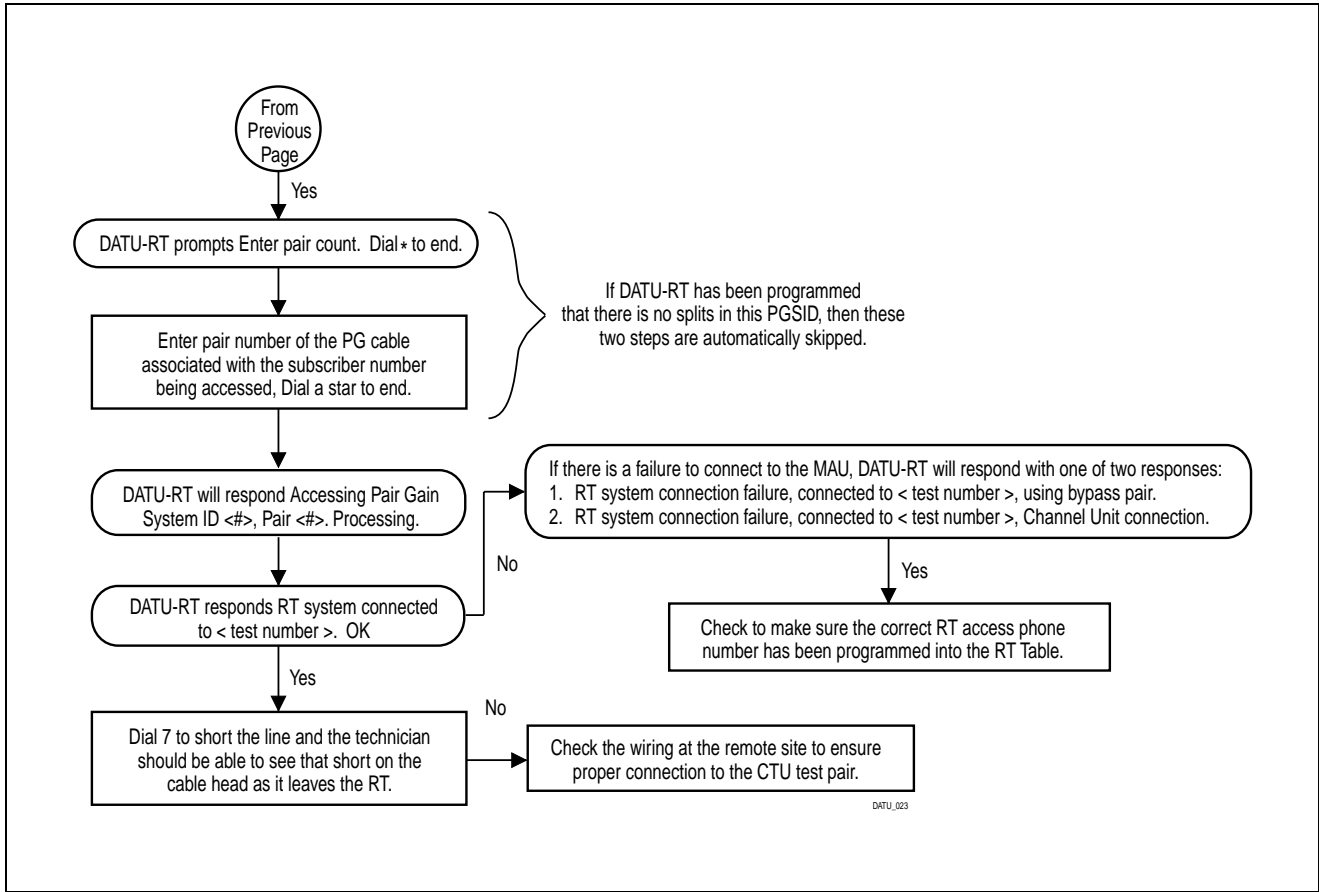 From
Previous
Page
Yes
DATU-RT prompts Enter pair count. Dial * to end.
Enter pair number of the PG cable
associated with the subscriber number
being accessed, Dial a star to end.
If DATU-RT has been programmed
that there is no splits in this PGSID, then these
two steps are automatically skipped.
DATU-RT will respond Accessing Pair Gain
System ID <#>, Pair <#>. Processing.
If there is a failure to connect to the MAU, DATU-RT will respond with one of two responses:
1. RT system connection failure, connected to < test number >, using bypass pair.
2. RT system connection failure, connected to < test number >, Channel Unit connection.
No
Yes
DATU-RT responds RT system connected
to < test number >. OK
Check to make sure the correct RT access phone
number has been programmed into the RT Table.
Yes
No
Dial 7 to short the line and the technician
should be able to see that short on the
cable head as it leaves the RT.
Check the wiring at the remote site to ensure
proper connection to the CTU test pair.
DATU_023